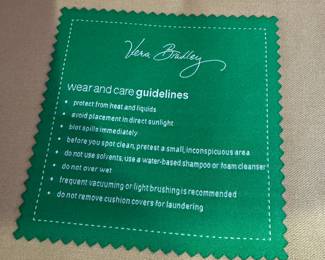 Vera Bradley
wear and care guidelines
• protect from heat and liquids
• avoid placement in direct sunlight
• blot spills immediately
• before you spot clean, pretest a small, inconspicuous area
• do not use solvents, use a water-based shampoo or foam cleanser
• do not over wet
• frequent vacuuming or light brushing is recommended
• do not remove cushion covers for laundering